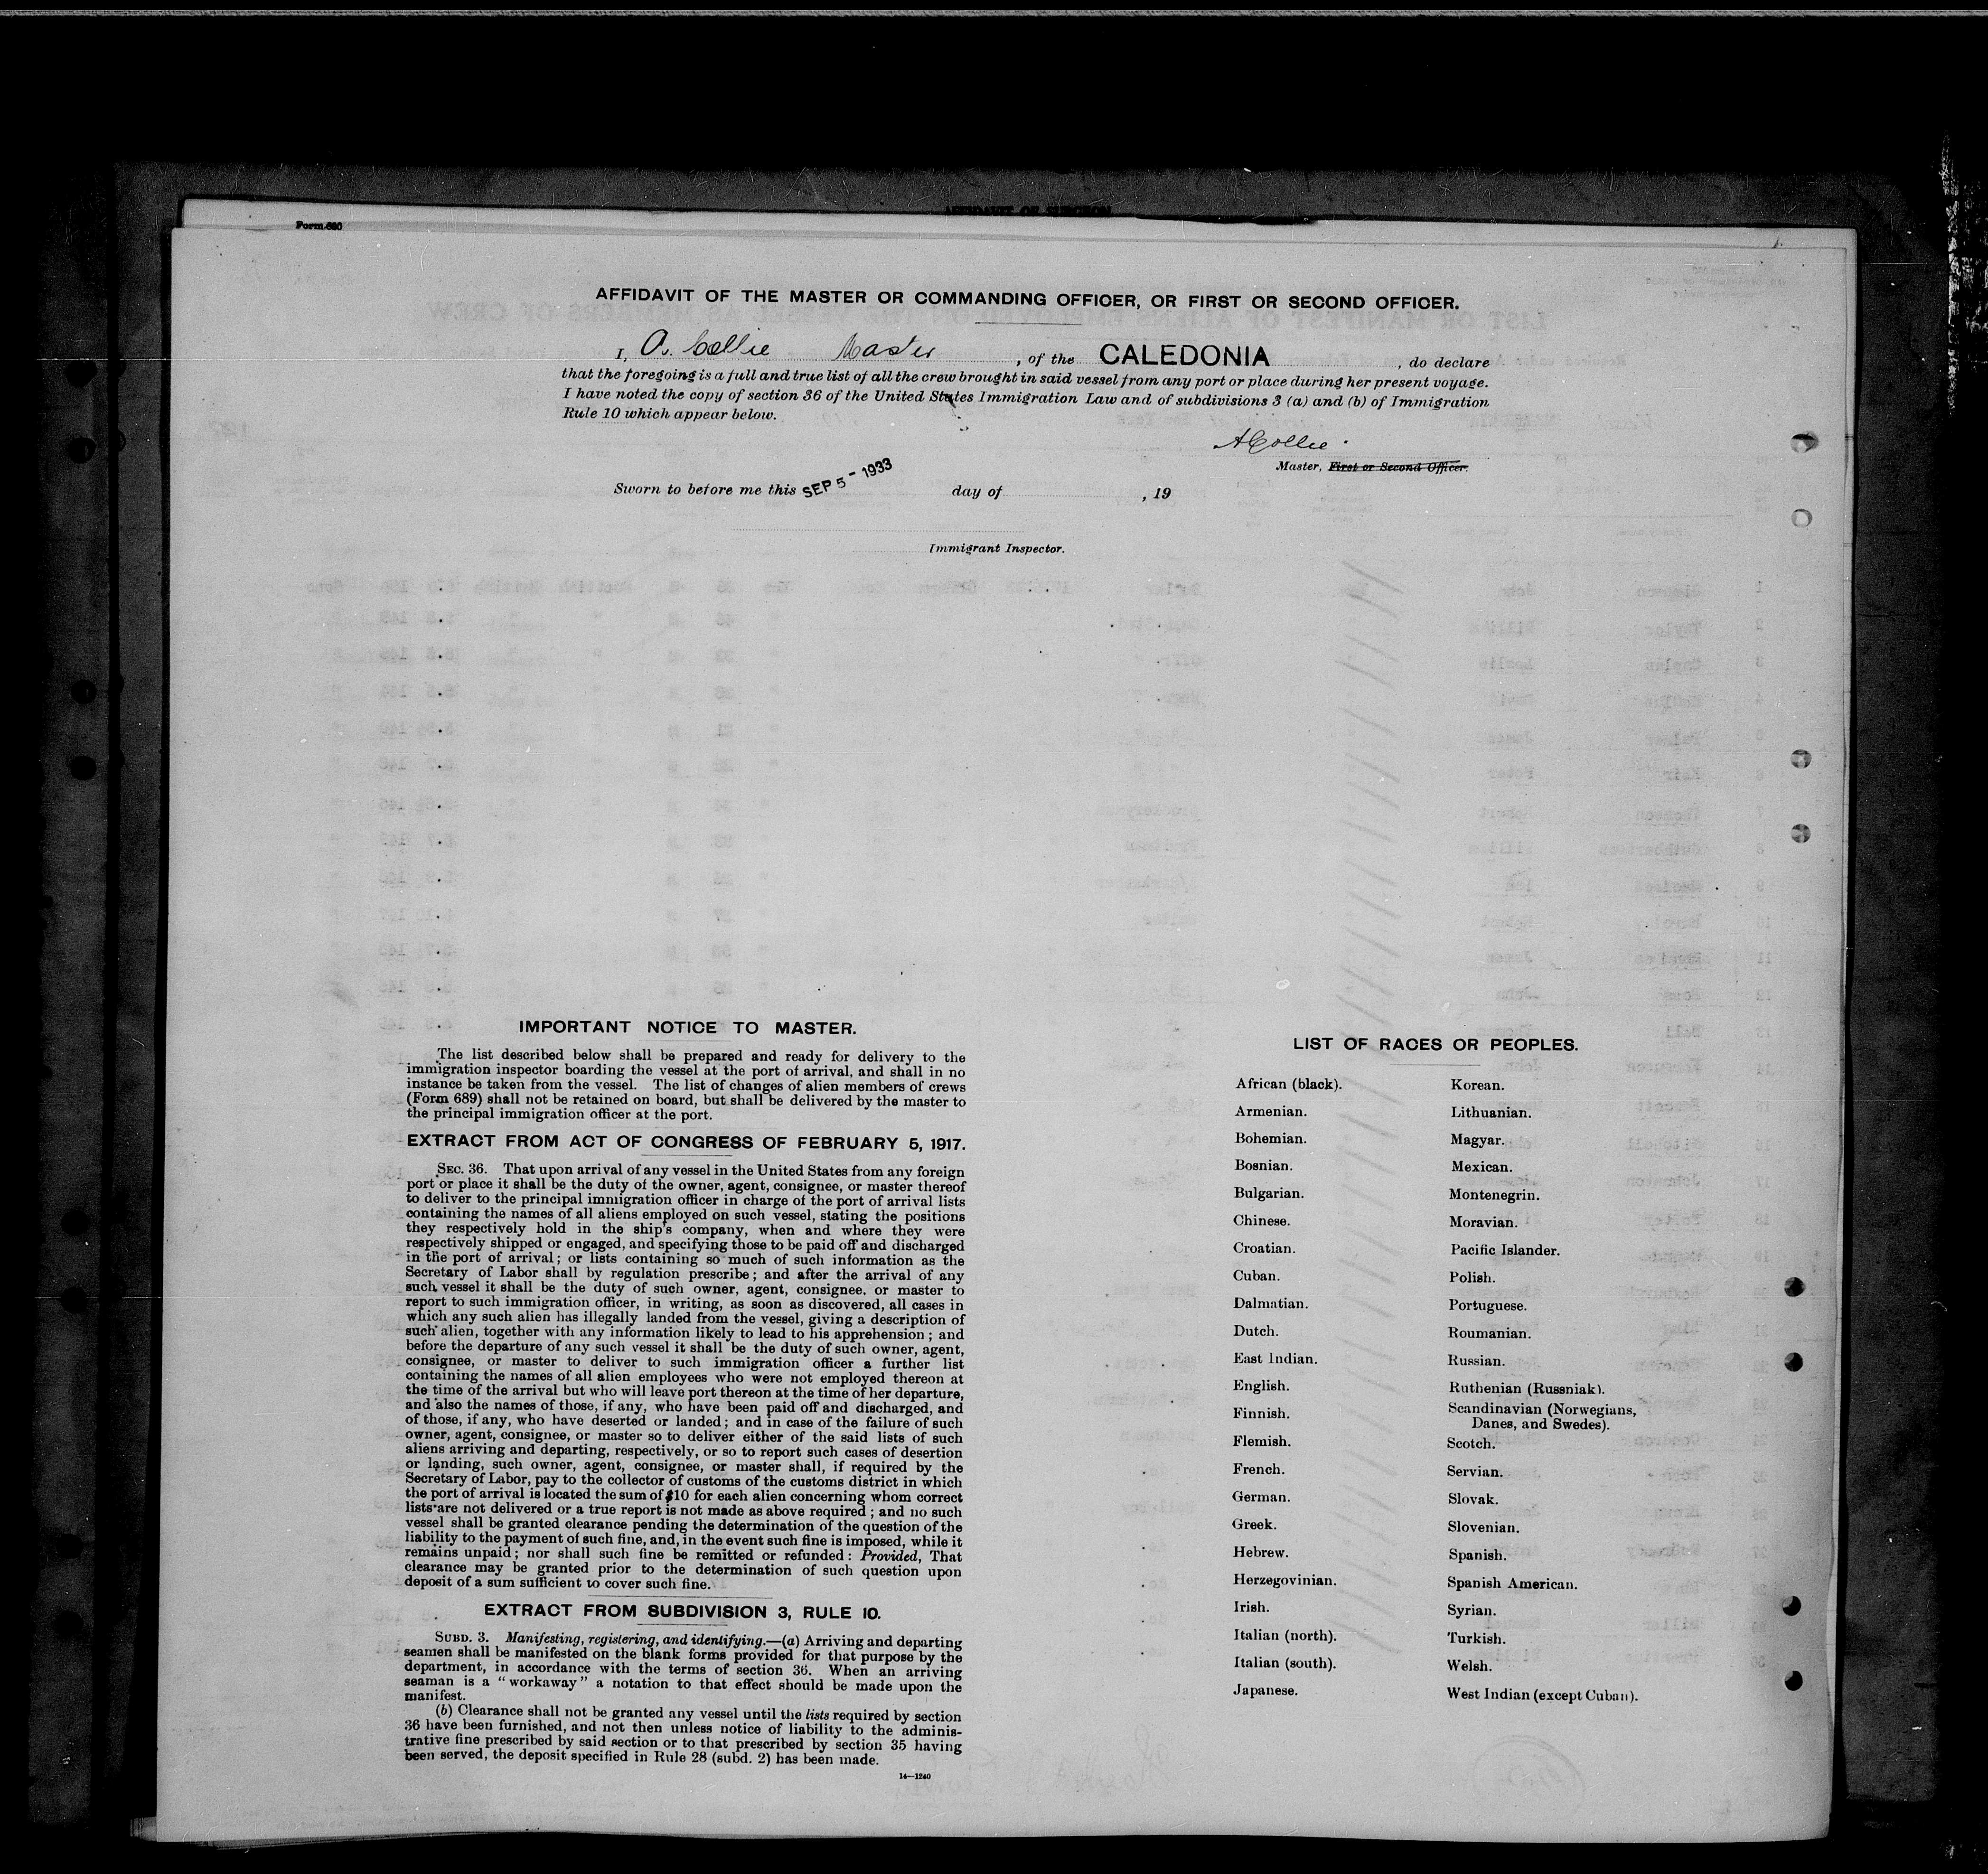 Form 680
AFFIDAVIT OF SURGEON
AFFIDAVIT OF THE MASTER OR COMMANDING OFFICER, OR FIRST OR SECOND OFFICER.
I, A. Collie Master, of the CALEDONIA, do declare
that the foregoing is a full and true list of all the crew brought in said vessel from any port or place during her present voyage.
I have noted the copy of section 36 of the United States Immigration Law and of subdivisions 3 (a) and (b) of Immigration
Rule 10 which appear below.
A Collie
Master, First or Second Officer.
Sworn to before me this SEP 5 - 1933 day of , 19
Immigrant Inspector.
IMPORTANT NOTICE TO MASTER.
The list described below shall be prepared and ready for delivery to the
immigration inspector boarding the vessel at the port of arrival, and shall in no
instance be taken from the vessel. The list of changes of alien members of crews
(Form 689) shall not be retained on board, but shall be delivered by the master to
the principal immigration officer at the port.
EXTRACT FROM ACT OF CONGRESS OF FEBRUARY 5, 1917.
SEC. 36. That upon arrival of any vessel in the United States from any foreign
port or place it shall be the duty of the owner, agent, consignee, or master thereof
to deliver to the principal immigration officer in charge of the port of arrival lists
containing the names of all aliens employed on such vessel, stating the positions
they respectively hold in the ship's company, when and where they were
respectively shipped or engaged, and specifying those to be paid off and discharged
in the port of arrival; or lists containing so much of such information as the
Secretary of Labor shall by regulation prescribe; and after the arrival of any
such vessel it shall be the duty of such owner, agent, consignee, or master to
report to such immigration officer, in writing, as soon as discovered, all cases in
which any such alien has illegally landed from the vessel, giving a description of
such alien, together with any information likely to lead to his apprehension; and
before the departure of any such vessel it shall be the duty of such owner, agent,
consignee, or master to deliver to such immigration officer a further list
containing the names of all alien employees who were not employed thereon at
the time of the arrival but who will leave port thereon at the time of her departure,
and also the names of those, if any, who have been paid off and discharged, and
of those, if any, who have deserted or landed; and in case of the failure of such
owner, agent, consignee, or master so to deliver either of the said lists of such
aliens arriving and departing, respectively, or so to report such cases of desertion
or landing, such owner, agent, consignee, or master shall, if required by the
Secretary of Labor, pay to the collector of customs of the customs district in which
the port of arrival is located the sum of $10 for each alien concerning whom correct
lists are not delivered or a true report is not made as above required; and no such
vessel shall be granted clearance pending the determination of the question of the
liability to the payment of such fine, and, in the event such fine is imposed, while it
remains unpaid; nor shall such fine be remitted or refunded: Provided, That
clearance may be granted prior to the determination of such question upon
deposit of a sum sufficient to cover such fine.
EXTRACT FROM SUBDIVISION 3, RULE 10.
SUBD. 3. Manifesting, registering, and identifying.—(a) Arriving and departing
seamen shall be manifested on the blank forms provided for that purpose by the
department, in accordance with the terms of section 36. When an arriving
seaman is a "workaway" a notation to that effect should be made upon the
manifest.
(b) Clearance shall not be granted any vessel until the lists required by section
36 have been furnished, and not then unless notice of liability to the adminis-
trative fine prescribed by said section or to that prescribed by section 35 having
been served, the deposit specified in Rule 28 (subd. 2) has been made.
14—1240
LIST OF RACES OR PEOPLES.
African (black).
Armenian.
Bohemian.
Bosnian.
Bulgarian.
Chinese.
Croatian.
Cuban.
Dalmatian.
Dutch.
East Indian.
English.
Finnish.
Flemish.
French.
German.
Greek.
Hebrew.
Herzegovinian.
Irish.
Italian (north).
Italian (south).
Japanese.
Korean.
Lithuanian.
Magyar.
Mexican.
Montenegrin.
Moravian.
Pacific Islander.
Polish.
Portuguese.
Roumanian.
Russian.
Ruthenian (Russniak).
Scandinavian (Norwegians,
Danes, and Swedes).
Scotch.
Servian.
Slovak.
Slovenian.
Spanish.
Spanish American.
Syrian.
Turkish.
Welsh.
West Indian (except Cuban).